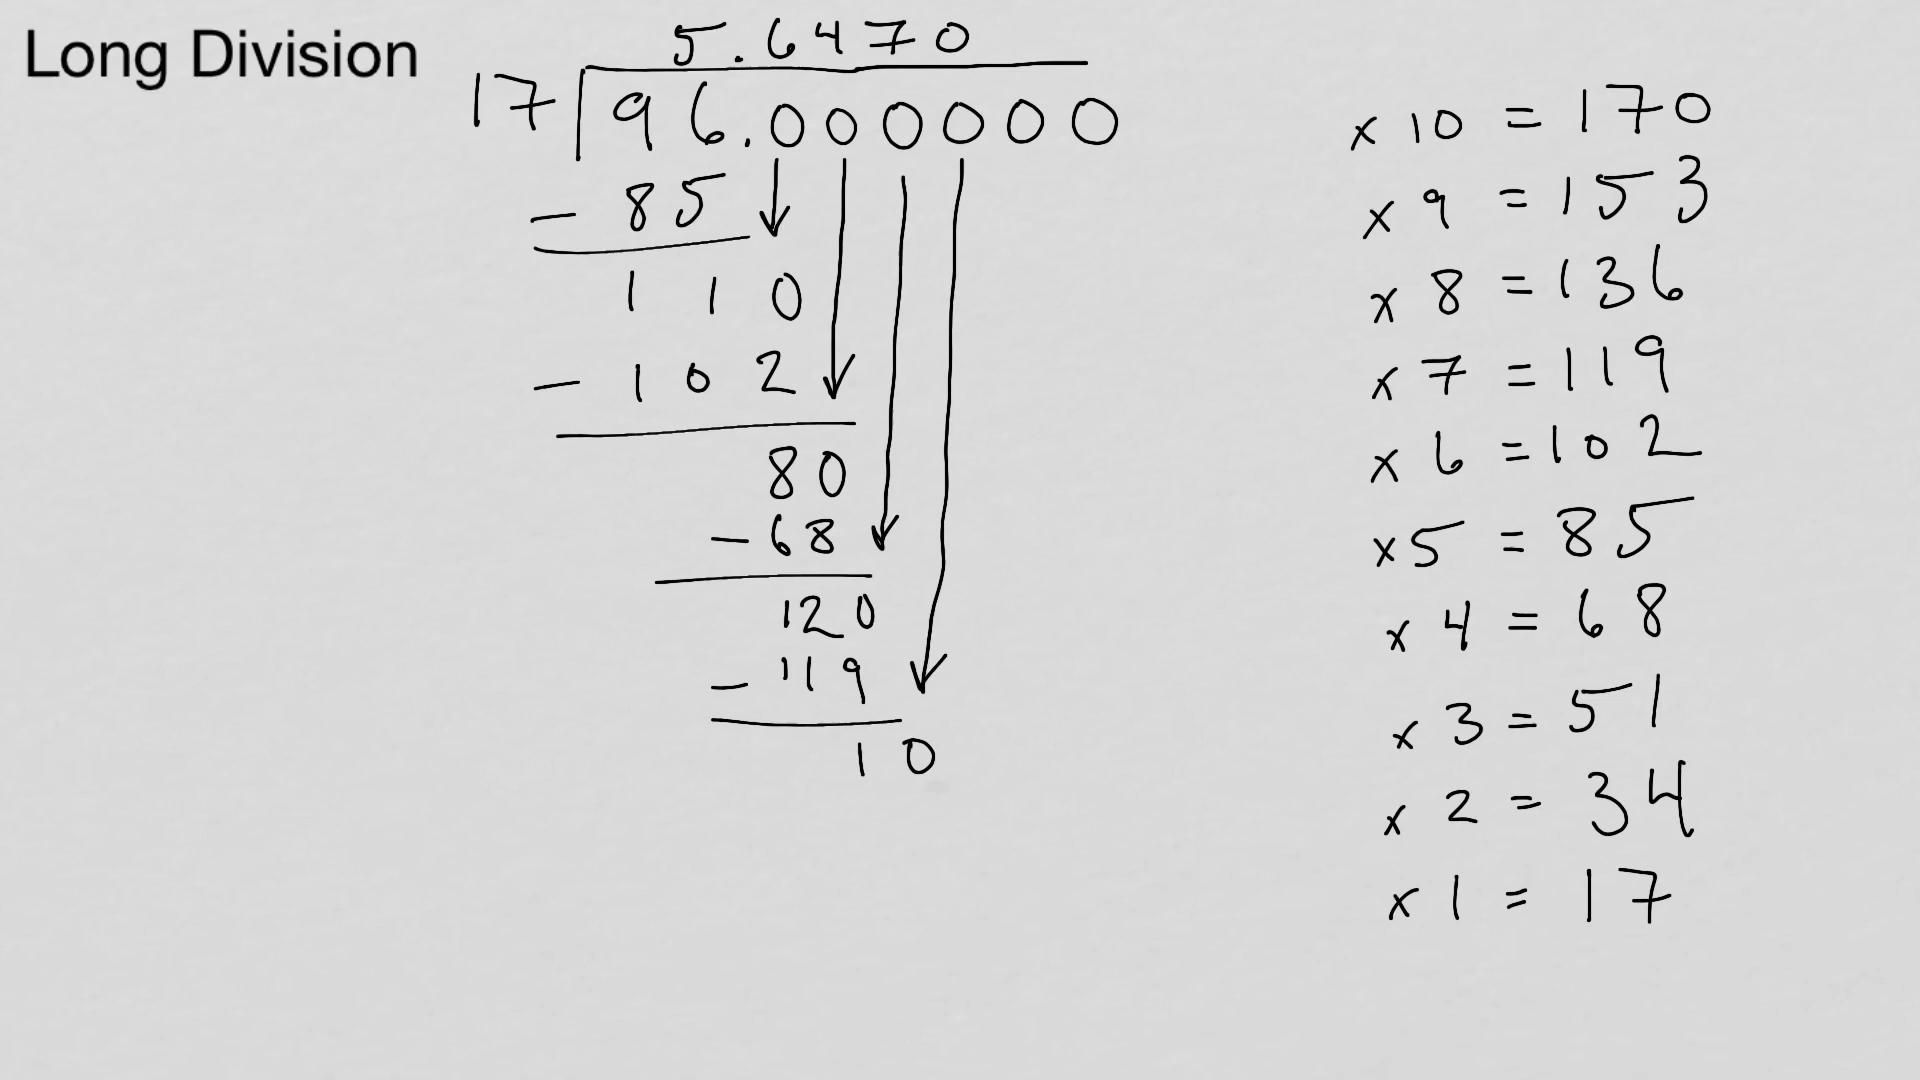 Long Division
5.6470
17 96.000000
- 85
110
- 102
80
- 68
120
- 119
10
x 10 = 170
x 9 = 153
x 8 = 136
x 7 = 119
x 6 = 102
x 5 = 85
x 4 = 68
x 3 = 51
x 2 = 34
x 1 = 17